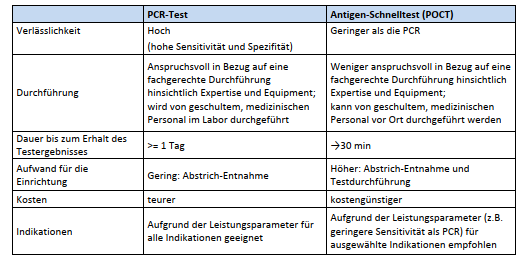 PCR-Test
Antigen-Schnelltest (POCT)
Verlässlichkeit
Hoch
(hohe Sensitivität und Spezifität)
Geringer als die PCR
Durchführung
Anspruchsvoll in Bezug auf eine
fachgerechte Durchführung
hinsichtlich Expertise und Equipment;
wird von geschultem, medizinischen
Personal im Labor durchgeführt
Weniger anspruchsvoll in Bezug auf eine
fachgerechte Durchführung hinsichtlich
Expertise und Equipment;
kann von geschultem, medizinischen
Personal vor Ort durchgeführt werden
Dauer bis zum Erhalt des
Testergebnisses
>= 1 Tag
→30 min
Aufwand für die
Einrichtung
Gering: Abstrich-Entnahme
Höher: Abstrich-Entnahme und
Testdurchführung
Kosten
teurer
kostengünstiger
Indikationen
Aufgrund der Leistungsparameter für
alle Indikationen geeignet
Aufgrund der Leistungsparameter (z.B.
geringere Sensitivität als PCR) für
ausgewählte Indikationen empfohlen